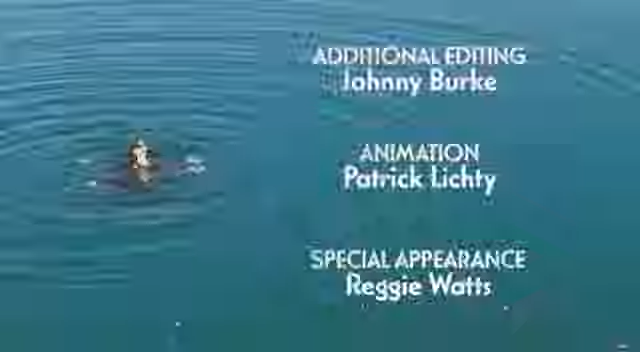 ADDITIONAL EDITING
Johnny Burke
ANIMATION
Patrick Lichty
SPECIAL APPEARANCE
Reggie Watts